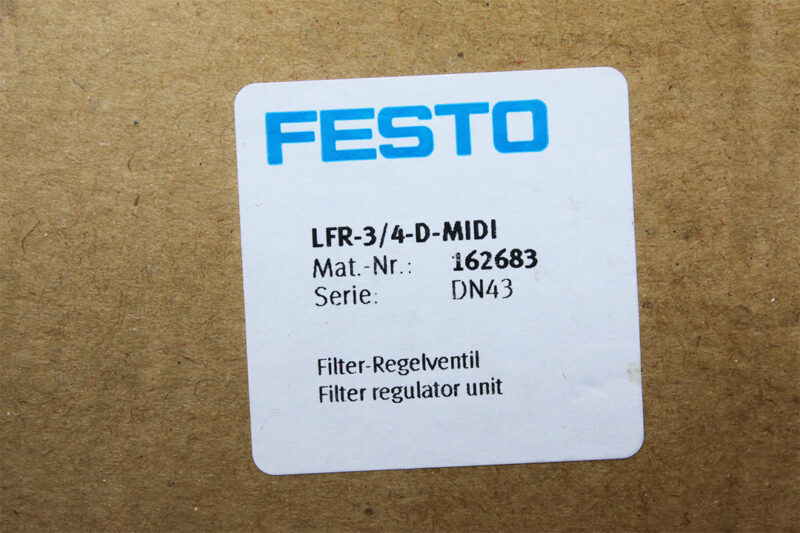 FESTO
LFR-3/4-D-MIDI
Mat.-Nr.: 162683
Serie: DN43
Filter-Regelventil
Filter regulator unit